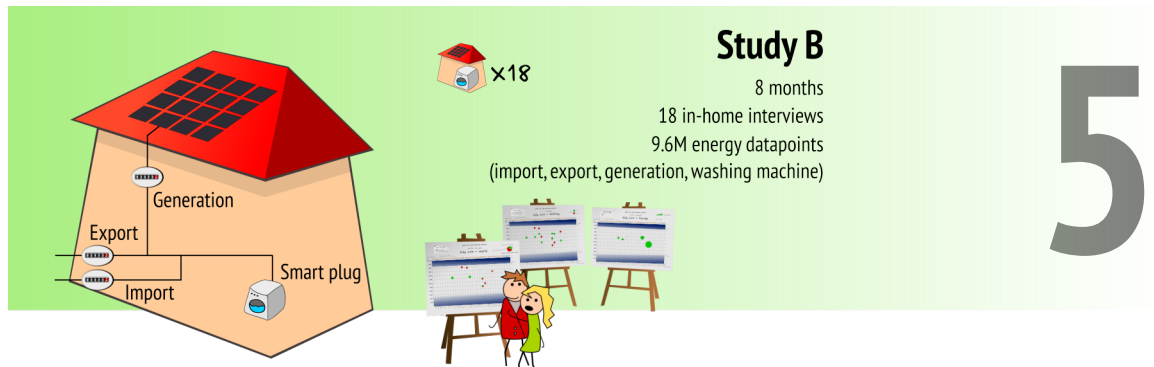 Study B
8 months
18 in-home interviews
9.6M energy datapoints
(import, export, generation, washing machine)
x18
5
Generation
Export
Import
Smart plug